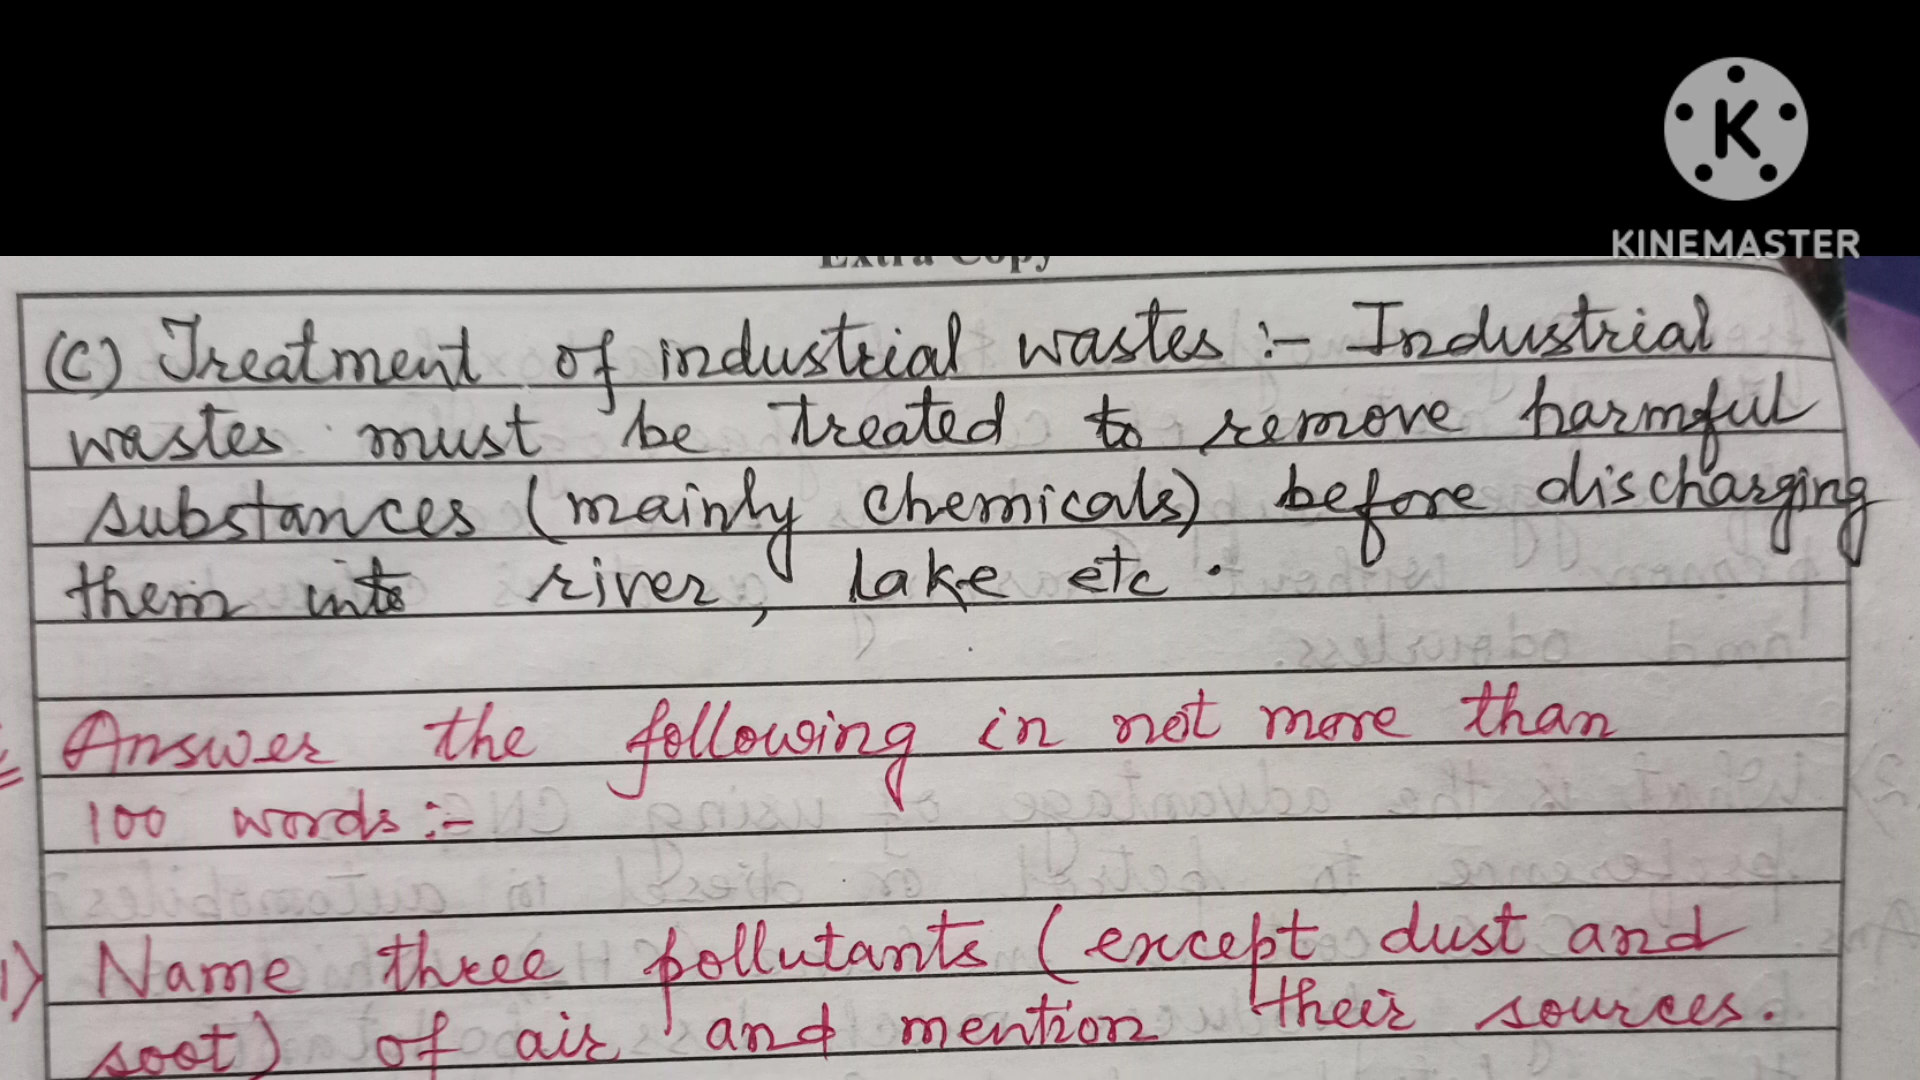 KINEMASTER
Extra Copy
(C) Treatment of industrial wastes :- Industrial
wastes must be treated to remove harmful
substances (mainly chemicals) before discharging
them into river, lake etc.
Answer the following in not more than
100 words :-
1) Name three pollutants (except dust and
soot) of air and mention their sources.